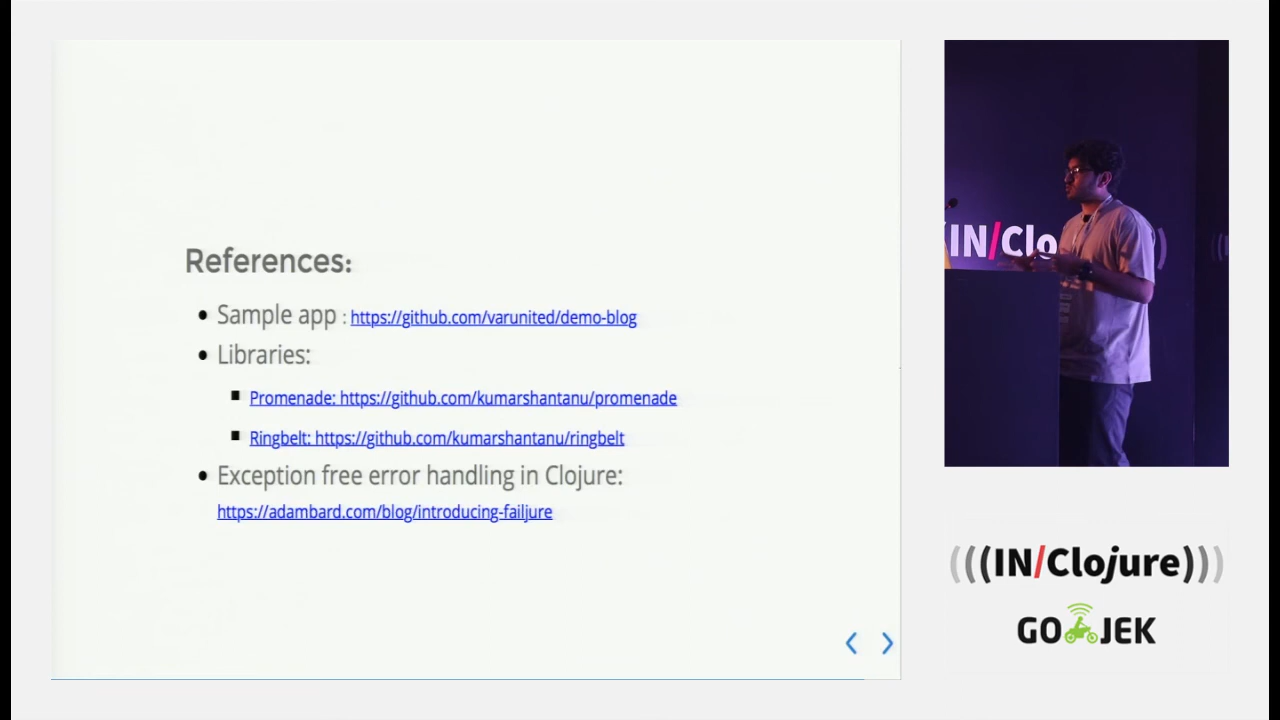 References:
Sample app : https://github.com/varunited/demo-blog
Libraries:
Promenade: https://github.com/kumarshantanu/promenade
Ringbelt: https://github.com/kumarshantanu/ringbelt
Exception free error handling in Clojure:
https://adambard.com/blog/introducing-failjure
(IN/Clo
(((IN/Clojure)))
GO JEK